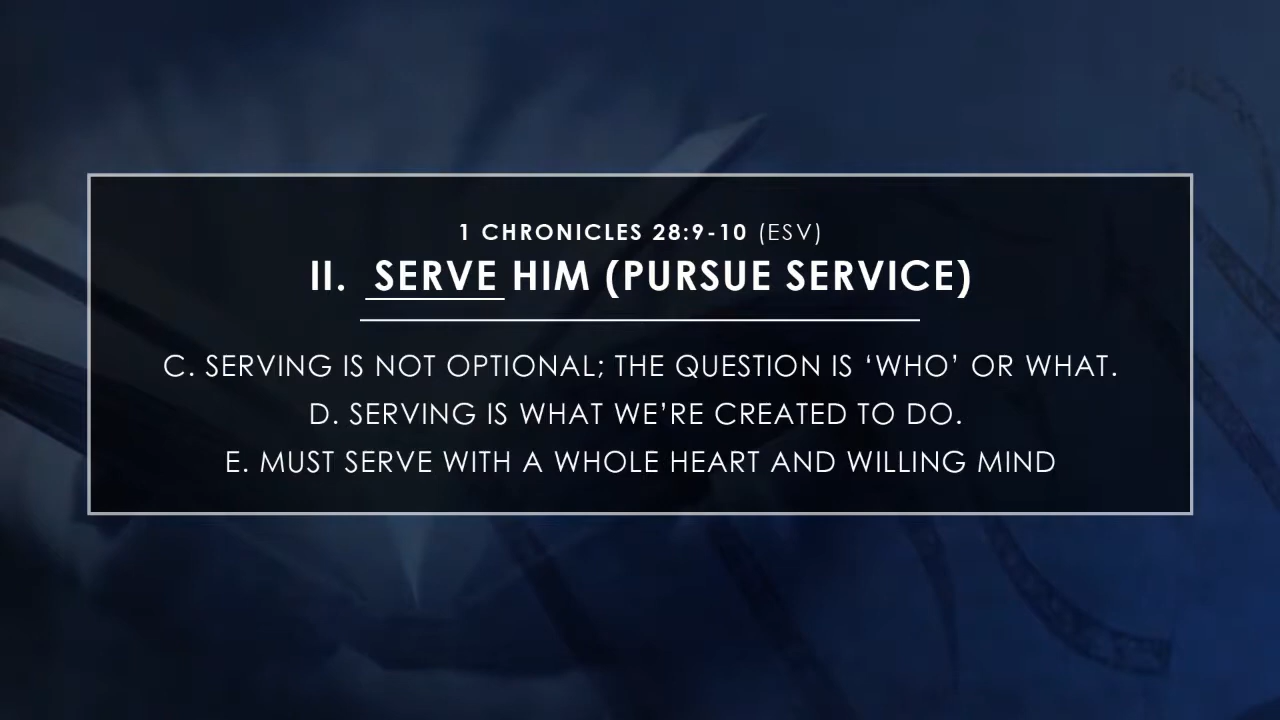 1 CHRONICLES 28:9-10 (ESV)
II. SERVE HIM (PURSUE SERVICE)
C. SERVING IS NOT OPTIONAL; THE QUESTION IS ‘WHO’ OR WHAT.
D. SERVING IS WHAT WE’RE CREATED TO DO.
E. MUST SERVE WITH A WHOLE HEART AND WILLING MIND